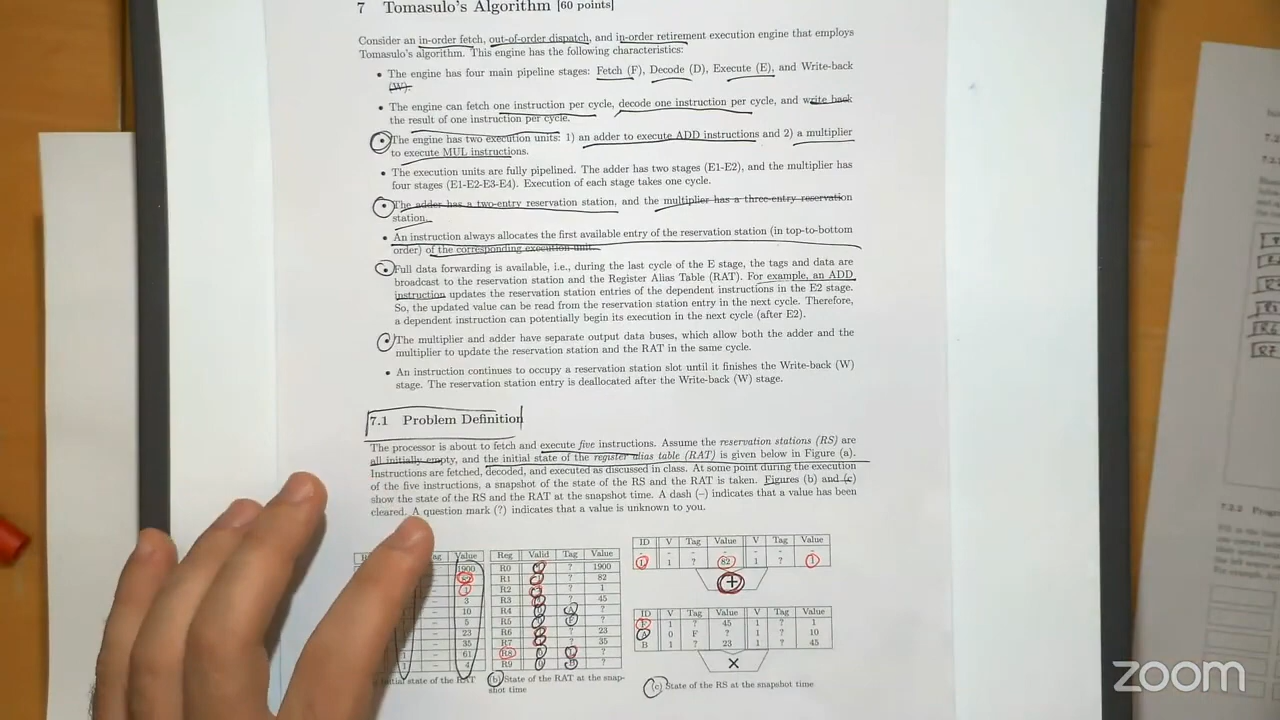 7 Tomasulo's Algorithm [60 points]
Consider an in-order fetch, out-of-order dispatch, and in-order retirement execution engine that employs
Tomasulo's algorithm. This engine has the following characteristics:
• The engine has four main pipeline stages: Fetch (F), Decode (D), Execute (E), and Write-back
(W).
• The engine can fetch one instruction per cycle, decode one instruction per cycle, and write back
the result of one instruction per cycle.
• The engine has two execution units: 1) an adder to execute ADD instructions and 2) a multiplier
to execute MUL instructions.
• The execution units are fully pipelined. The adder has two stages (E1-E2), and the multiplier has
four stages (E1-E2-E3-E4). Execution of each stage takes one cycle.
• The adder has a two-entry reservation station, and the multiplier has a three-entry reservation
station.
• An instruction always allocates the first available entry of the reservation station (in top-to-bottom
order) of the corresponding execution unit.
• Full data forwarding is available, i.e., during the last cycle of the E stage, the tags and data are
broadcast to the reservation station and the Register Alias Table (RAT). For example, an ADD
instruction updates the reservation station entries of the dependent instructions in the E2 stage.
So, the updated value can be read from the reservation station entry in the next cycle. Therefore,
a dependent instruction can potentially begin its execution in the next cycle (after E2).
• The multiplier and adder have separate output data buses, which allow both the adder and the
multiplier to update the reservation station and the RAT in the same cycle.
• An instruction continues to occupy a reservation station slot until it finishes the Write-back (W)
stage. The reservation station entry is deallocated after the Write-back (W) stage.
7.1 Problem Definition
The processor is about to fetch and execute five instructions. Assume the reservation stations (RS) are
all initially empty, and the initial state of the register alias table (RAT) is given below in Figure (a).
Instructions are fetched, decoded, and executed as discussed in class. At some point during the execution
of the five instructions, a snapshot of the state of the RS and the RAT is taken. Figures (b) and (c)
show the state of the RS and the RAT at the snapshot time. A dash (–) indicates that a value has been
cleared. A question mark (?) indicates that a value is unknown to you.
Value
1900
1
– 3
– 10
– 5
– 23
– 35
1 – 61
1 – 4
initial state of the RAT
Reg Valid Tag Value
R0 ? 1900
R1 ? 82
R2 ? 1
R3 ? 45
R4 A ?
R5 F ?
R6 ? 23
R7 ? 35
R8 ?
R9 B ?
(b) State of the RAT at the snap-
shot time
ID V Tag Value V Tag Value
- - - - - - -
1 ? 82 1 ? 1
+
ID V Tag Value V Tag Value
F 1 ? 45 1 ? 1
A 0 F ? 1 ? 10
B 1 ? 23 1 ? 45
×
(c) State of the RS at the snapshot time
7.2.2
zoom